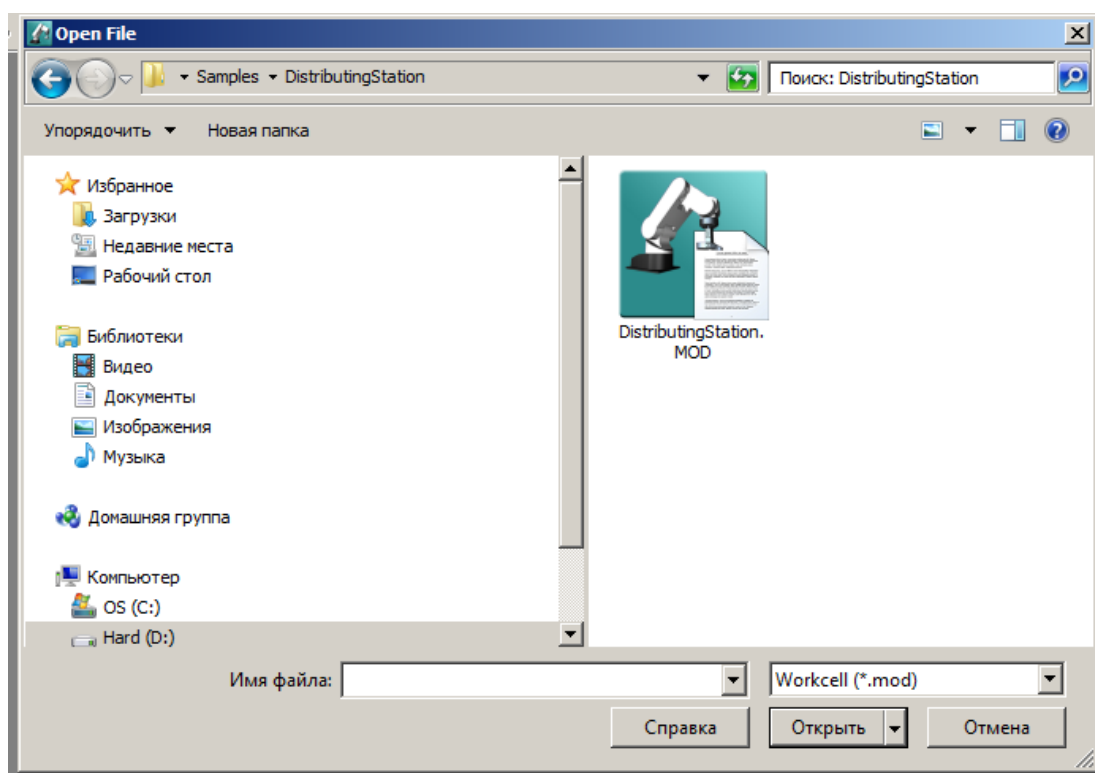 Open File
Samples DistributingStation
Поиск: DistributingStation
Упорядочить Новая папка
Избранное
Загрузки
Недавние места
Рабочий стол
Библиотеки
Видео
Документы
Изображения
Музыка
Домашняя группа
Компьютер
OS (C:)
Hard (D:)
DistributingStation.
MOD
Имя файла:
Workcell (*.mod)
Справка Открыть Отмена